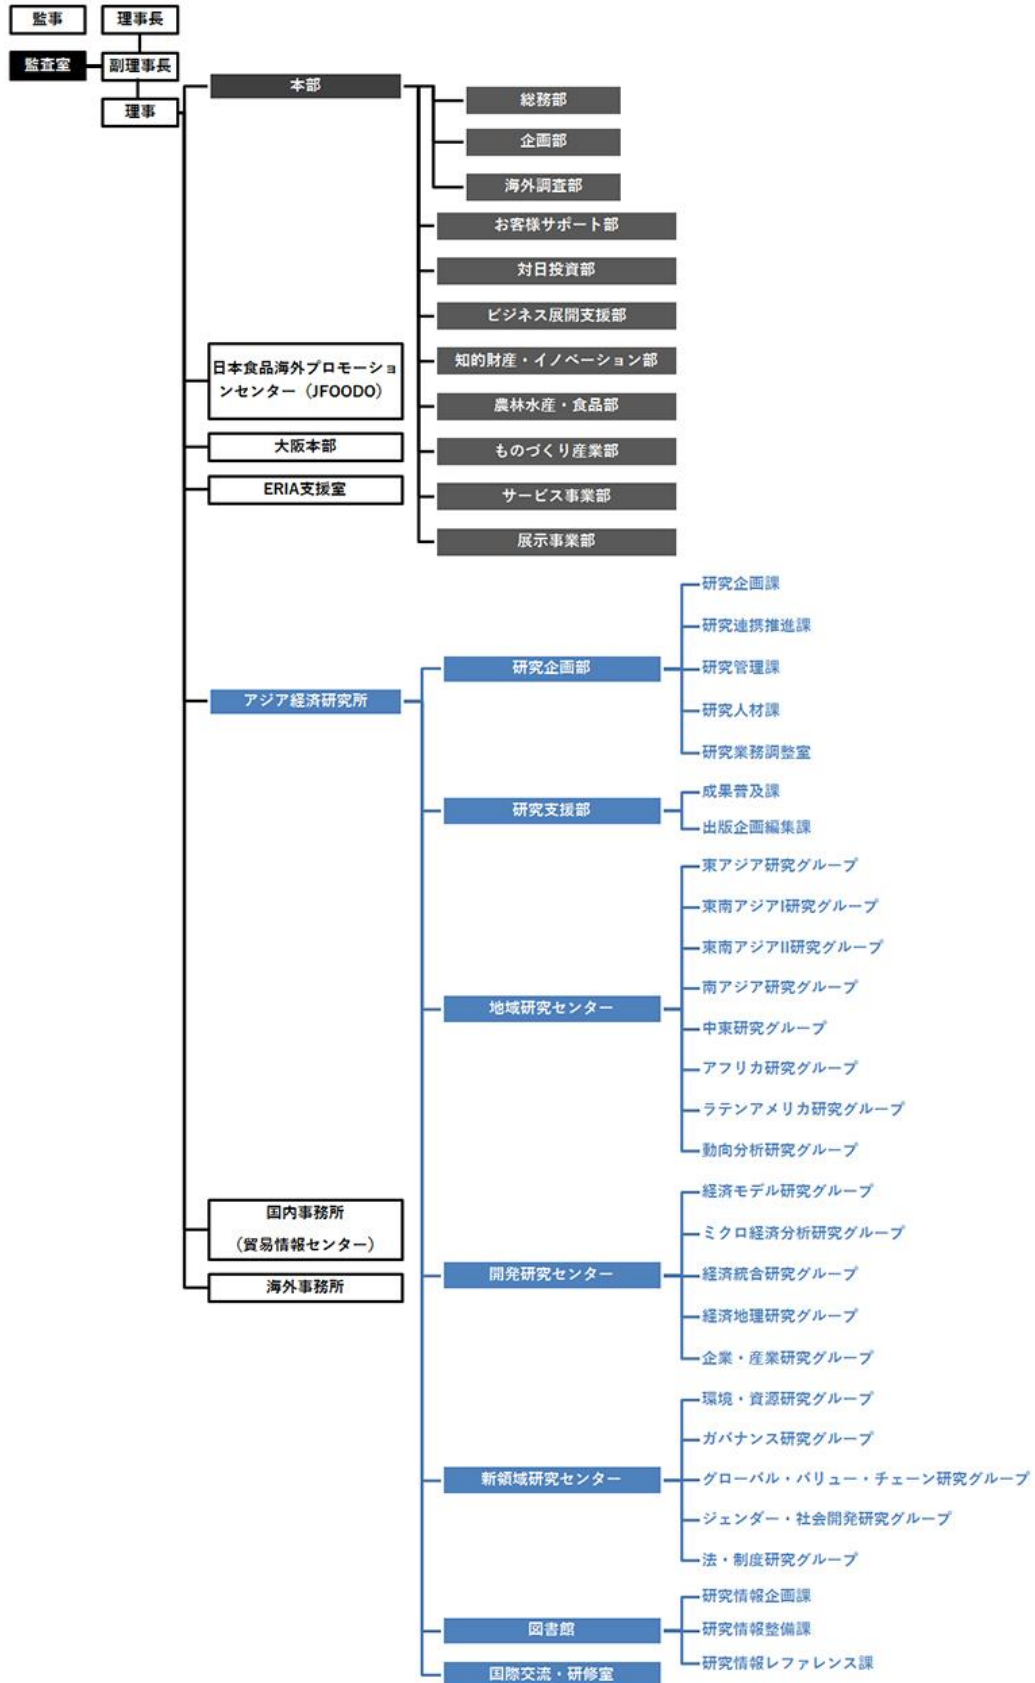 監事
理事長
監査室
副理事長
理事
本部
総務部
企画部
海外調査部
お客様サポート部
対日投資部
ビジネス展開支援部
知的財産・イノベーション部
農林水産・食品部
ものづくり産業部
サービス事業部
展示事業部
日本食品海外プロモーショ
ンセンター（JFOODO）
大阪本部
ERIA支援室
アジア経済研究所
研究企画部
研究企画課
研究連携推進課
研究管理課
研究人材課
研究業務調整室
研究支援部
成果普及課
出版企画編集課
地域研究センター
東アジア研究グループ
東南アジアI研究グループ
東南アジアII研究グループ
南アジア研究グループ
中東研究グループ
アフリカ研究グループ
ラテンアメリカ研究グループ
動向分析研究グループ
開発研究センター
経済モデル研究グループ
ミクロ経済分析研究グループ
経済統合研究グループ
経済地理研究グループ
企業・産業研究グループ
新領域研究センター
環境・資源研究グループ
ガバナンス研究グループ
グローバル・バリュー・チェーン研究グループ
ジェンダー・社会開発研究グループ
法・制度研究グループ
図書館
研究情報企画課
研究情報整備課
研究情報レファレンス課
国際交流・研修室
国内事務所
（貿易情報センター）
海外事務所